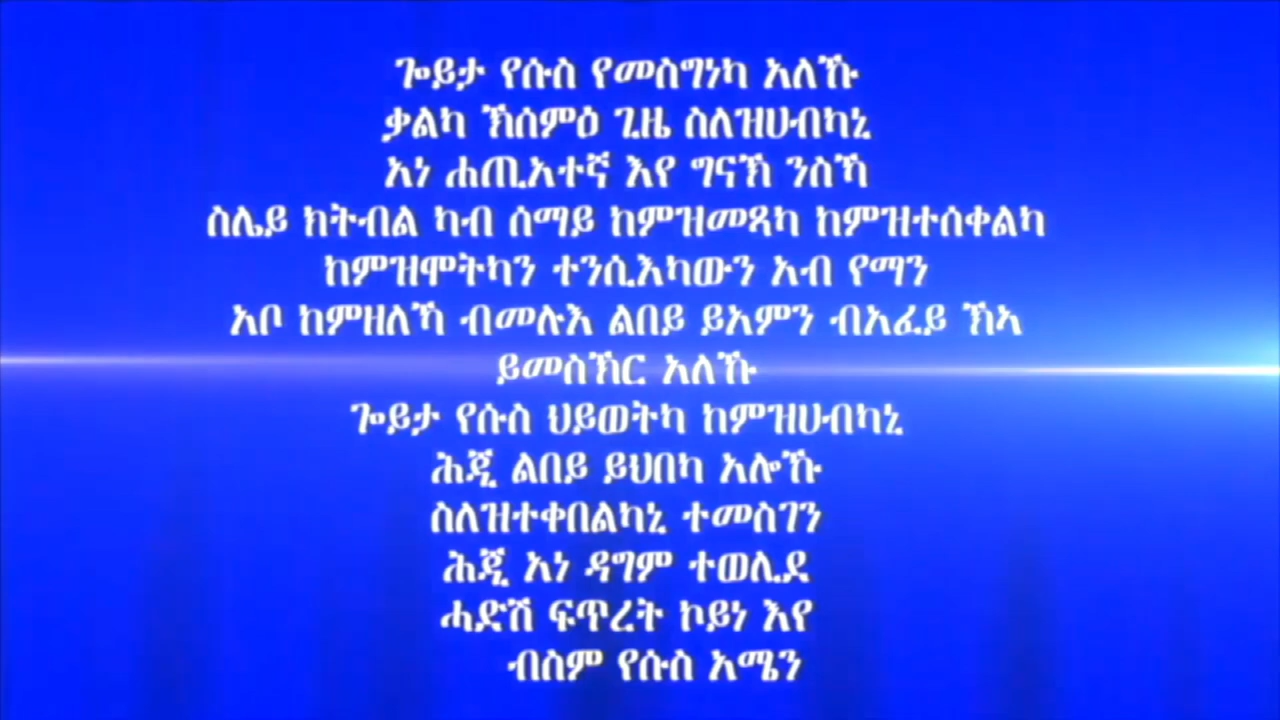 ጐይታ የሱስ የመስግነካ አለኹ
ቃልካ ኽሰምዕ ጊዜ ስለዝሀብካኒ
አነ ሐጢአተኛ እየ ግናኽ ንስኻ
ስሌይ ክትብል ካብ ሰማይ ከምዝመጻካ ከምዝተሰቀልካ
ከምዝሞትካን ተንሲእካውን አብ የማን
አቦ ከምዘለኻ ብመሉእ ልበይ ይአምን ብአፈይ ኽኣ
ይመስኽር አለኹ
ጐይታ የሱስ ህይወትካ ከምዝሀብካኒ
ሕጂ ልበይ ይህበካ አሎኹ
ስለዝተቀበልካኒ ተመስገን
ሕጂ አነ ዳግም ተወሊደ
ሓድሽ ፍጥረት ኮይነ እየ
ብስም የሱስ አሜን